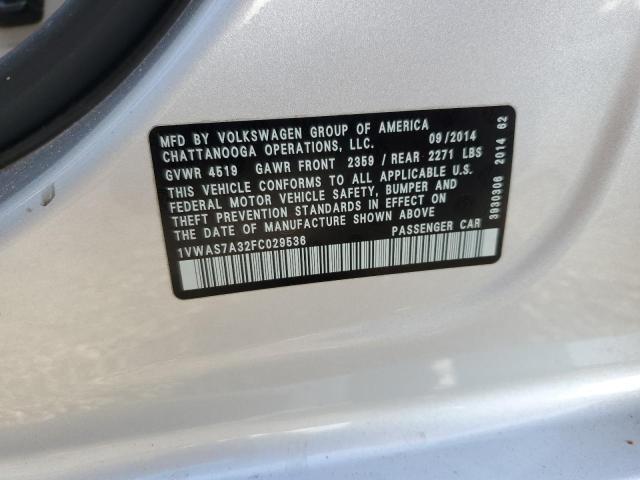 MFD BY VOLKSWAGEN GROUP OF AMERICA
CHATTANOOGA OPERATIONS, LLC. 09/2014
GVWR 4519 GAWR FRONT 2359 / REAR 2271 LBS
THIS VEHICLE CONFORMS TO ALL APPLICABLE U.S.
FEDERAL MOTOR VEHICLE SAFETY, BUMPER AND
THEFT PREVENTION STANDARDS IN EFFECT ON
THE DATE OF MANUFACTURE SHOWN ABOVE
1VWAS7A32FC029536 PASSENGER CAR
3930306 2014 62